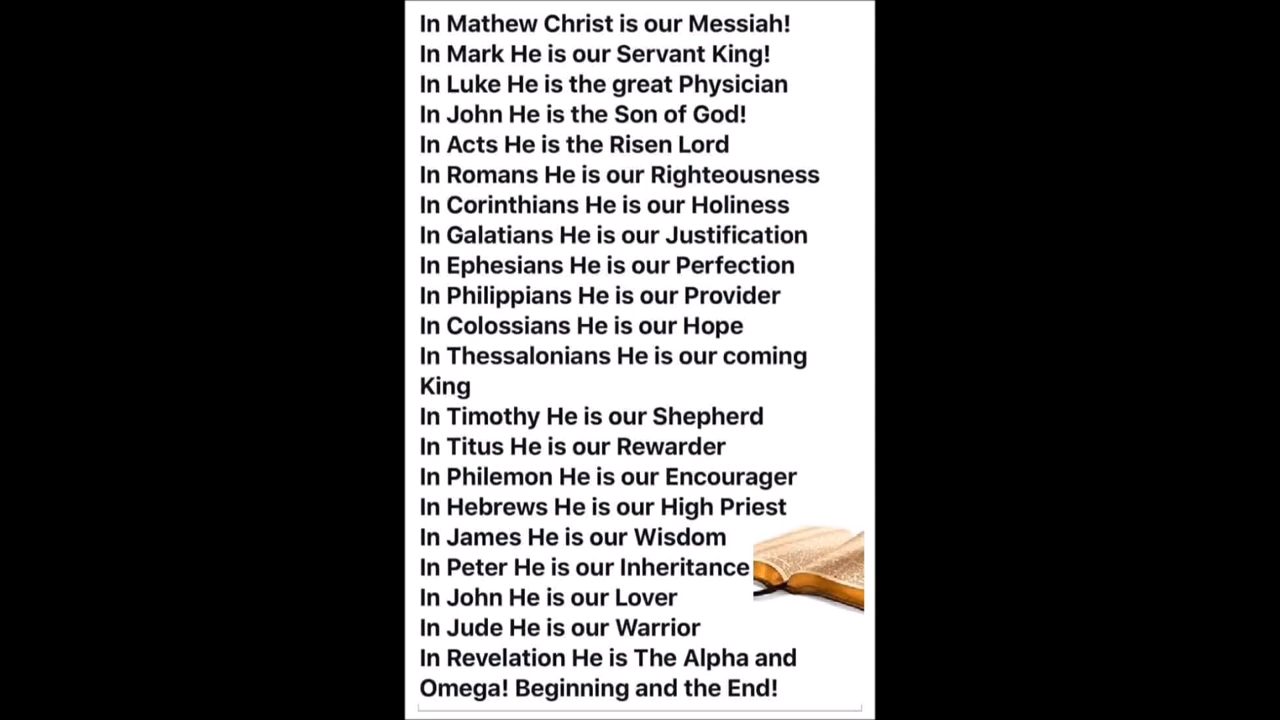 In Mathew Christ is our Messiah!
In Mark He is our Servant King!
In Luke He is the great Physician
In John He is the Son of God!
In Acts He is the Risen Lord
In Romans He is our Righteousness
In Corinthians He is our Holiness
In Galatians He is our Justification
In Ephesians He is our Perfection
In Philippians He is our Provider
In Colossians He is our Hope
In Thessalonians He is our coming
King
In Timothy He is our Shepherd
In Titus He is our Rewarder
In Philemon He is our Encourager
In Hebrews He is our High Priest
In James He is our Wisdom
In Peter He is our Inheritance
In John He is our Lover
In Jude He is our Warrior
In Revelation He is The Alpha and
Omega! Beginning and the End!